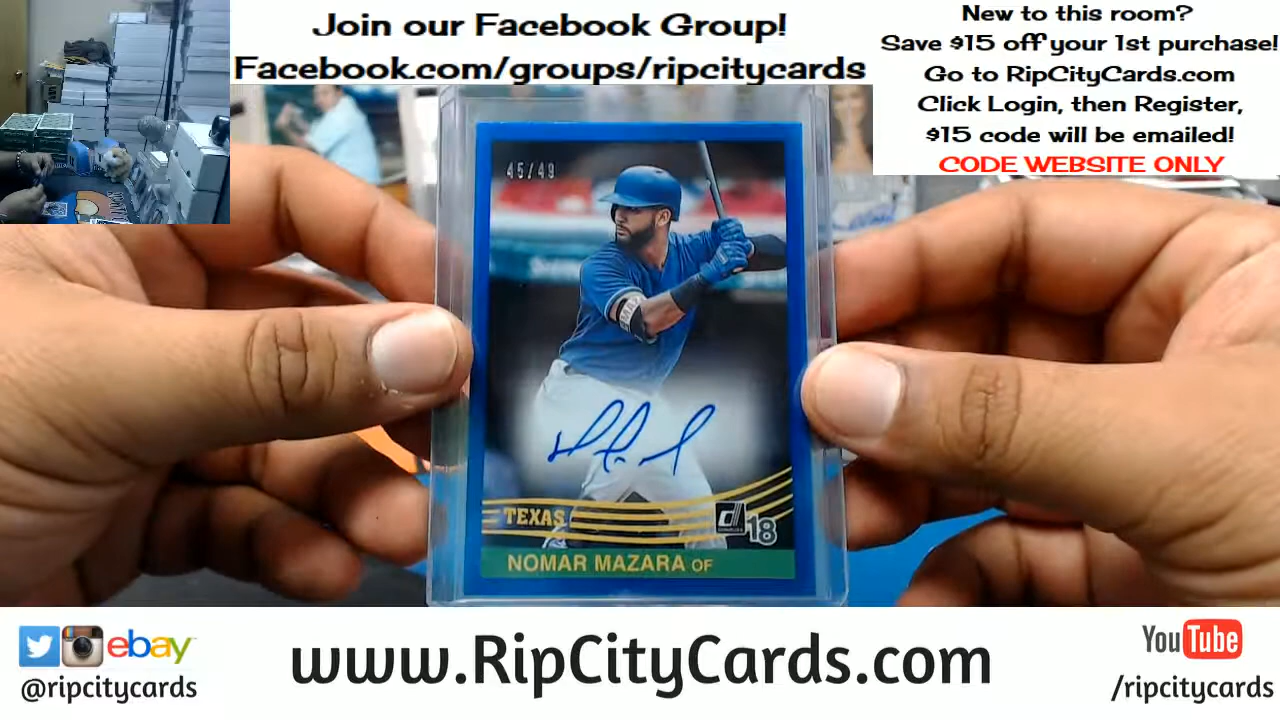 Join our Facebook Group!
Facebook.com/groups/ripcitycards
New to this room?
Save $15 off your 1st purchase!
Go to RipCityCards.com
Click Login, then Register,
$15 code will be emailed!
CODE WEBSITE ONLY
45/49
TEXAS
18
NOMAR MAZARA OF
ebay
@ripcitycards
www.RipCityCards.com
YouTube
/ripcitycards